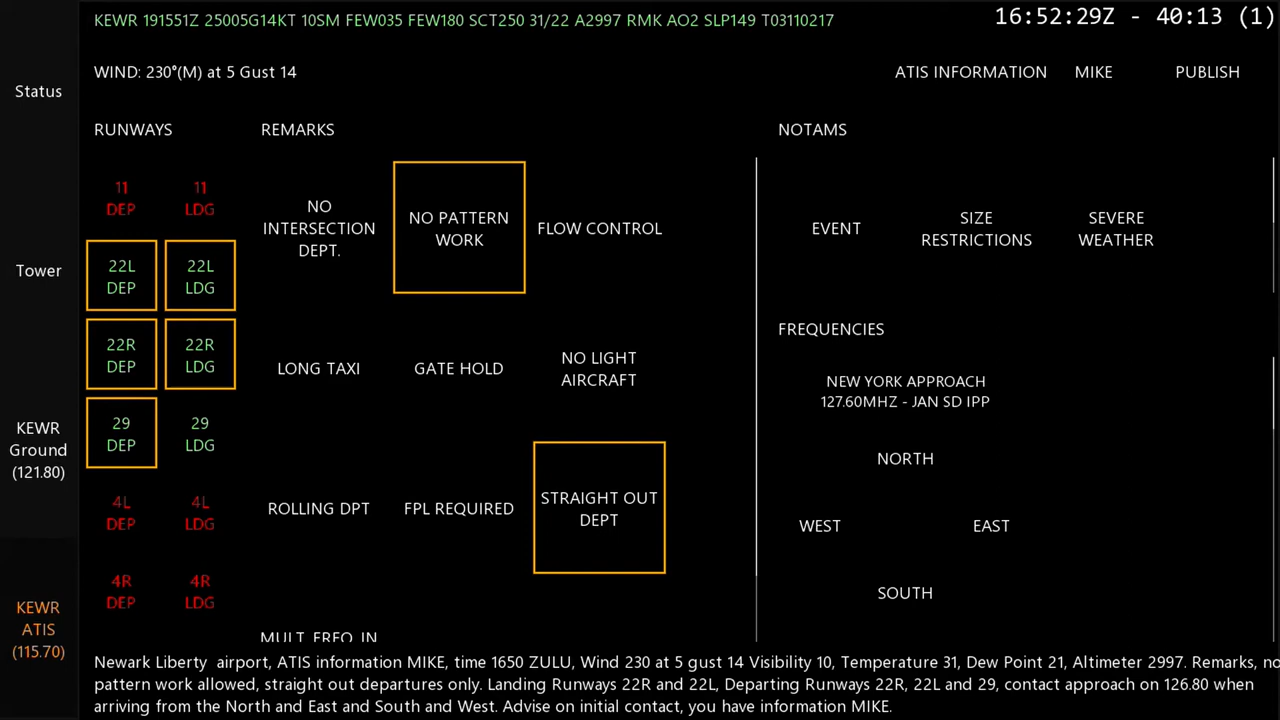 KEWR 191551Z 25005G14KT 10SM FEW035 FEW180 SCT250 31/22 A2997 RMK AO2 SLP149 T03110217
16:52:29Z - 40:13 (1)
WIND: 230°(M) at 5 Gust 14
ATIS INFORMATION MIKE PUBLISH
Status
Tower
KEWR
Ground
(121.80)
KEWR
ATIS
(115.70)
RUNWAYS
11
DEP
11
LDG
22L
DEP
22L
LDG
22R
DEP
22R
LDG
29
DEP
29
LDG
4L
DEP
4L
LDG
4R
DEP
4R
LDG
REMARKS
NO
INTERSECTION
DEPT.
NO PATTERN
WORK
FLOW CONTROL
LONG TAXI
GATE HOLD
NO LIGHT
AIRCRAFT
ROLLING DPT
FPL REQUIRED
STRAIGHT OUT
DEPT
MULT FREQ IN
NOTAMS
EVENT
SIZE
RESTRICTIONS
SEVERE
WEATHER
FREQUENCIES
NEW YORK APPROACH
127.60MHZ - JAN SD IPP
NORTH
WEST
EAST
SOUTH
Newark Liberty airport, ATIS information MIKE, time 1650 ZULU, Wind 230 at 5 gust 14 Visibility 10, Temperature 31, Dew Point 21, Altimeter 2997. Remarks, no
pattern work allowed, straight out departures only. Landing Runways 22R and 22L, Departing Runways 22R, 22L and 29, contact approach on 126.80 when
arriving from the North and East and South and West. Advise on initial contact, you have information MIKE.